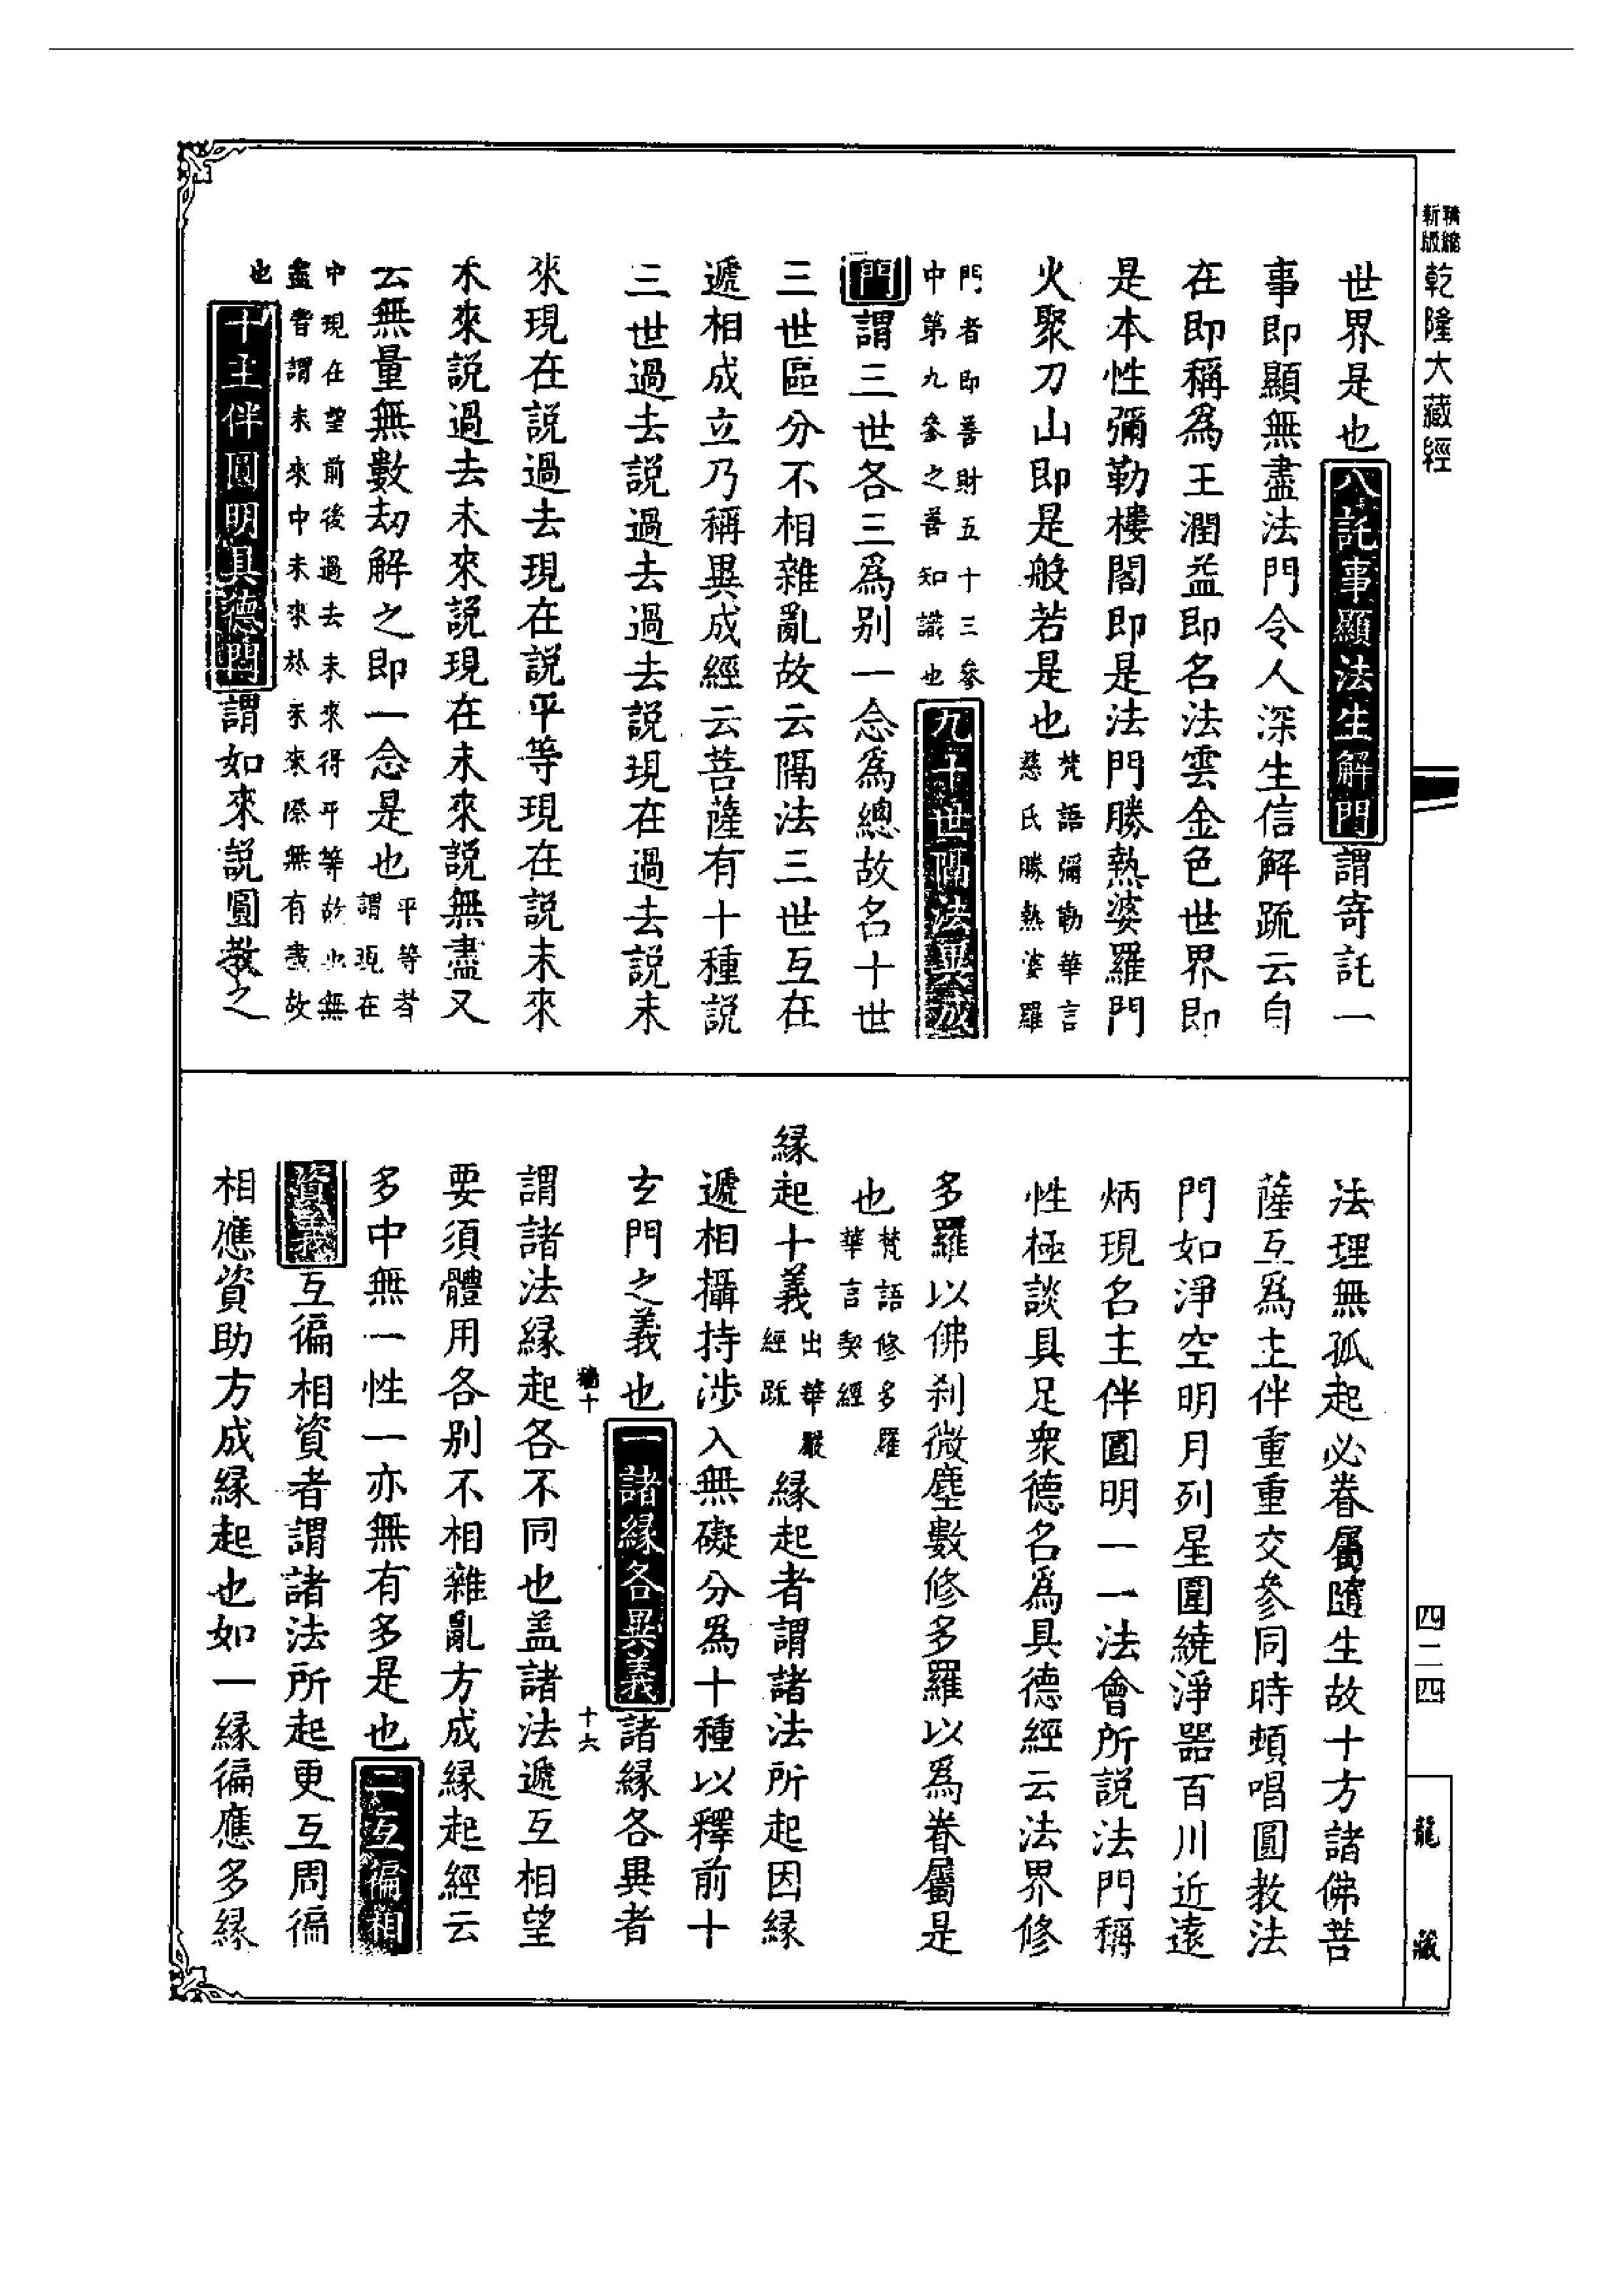 新版精縮 乾隆大藏經
世界是也八託事顯法生解門謂寄託一
事即顯無盡法門令人深生信解疏云自
在即稱為王潤益即名法雲金色世界即
是本性彌勒樓閣即是法門勝熱婆羅門
火聚刀山即是般若是也梵語彌勒華言慈氏勝熱婆羅
門者即善財五十三參中第九參之善知識也九十世隔法異成
門謂三世各三為別一念為總故名十世
三世區分不相雜亂故云隔法三世互在
遞相成立乃稱異成經云菩薩有十種説
三世過去説過去過去説現在過去説未
來現在説過去現在説平等現在説未來
未來説過去未來説現在未來説無盡又
云無量無數劫解之即一念是也平等者謂現在
中現在望前後過去未來得平等故也無盡者謂未來中未來於未來際無有盡故
也十主伴圓明具德門謂如來説圓教之
法理無孤起必眷屬隨生故十方諸佛菩
薩互為主伴重重交參同時頓唱圓教法
門如淨空明月列星圍繞淨器百川近遠
炳現名主伴圓明一一法會所説法門稱
性極談具足衆德名為具德經云法界修
多羅以佛刹微塵數修多羅以為眷屬是
也梵語修多羅華言契經
緣起十義出華嚴經疏緣起者謂諸法所起因緣
遞相攝持涉入無礙分為十種以釋前十
玄門之義也一諸緣各異義諸緣各異者
十六
謂諸法緣起各不同也盖諸法遞互相望
要須體用各別不相雜亂方成緣起經云
多中無一性一亦無有多是也二互徧相
資義互徧相資者謂諸法所起更互周徧
相應資助方成緣起也如一緣徧應多緣
四二四
龍藏